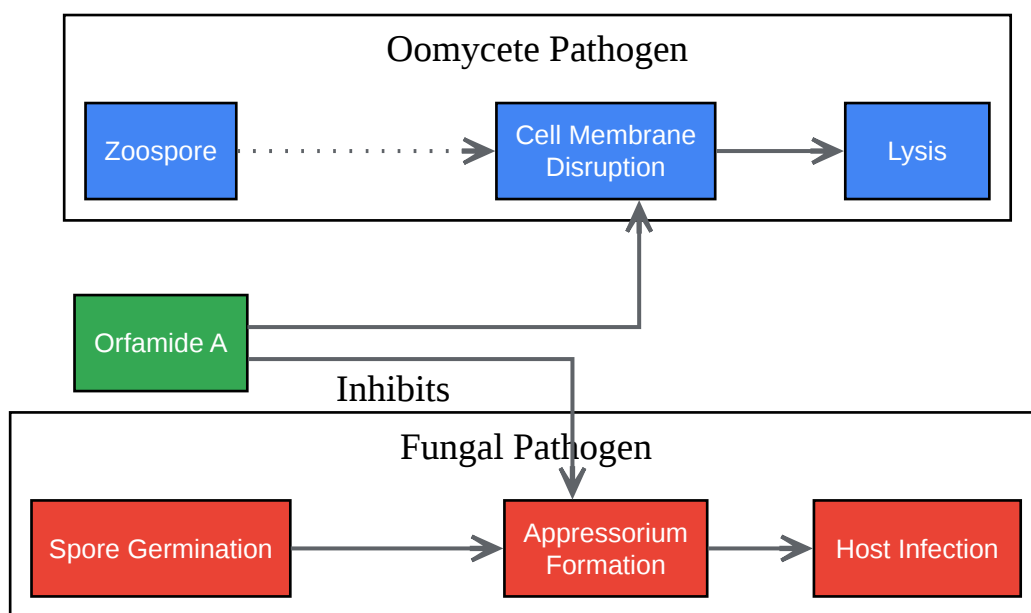 Oomycete Pathogen
Zoospore
Cell Membrane
Disruption
Lysis
Orfamide A
Inhibits
Fungal Pathogen
Spore Germination
Appressorium
Formation
Host Infection